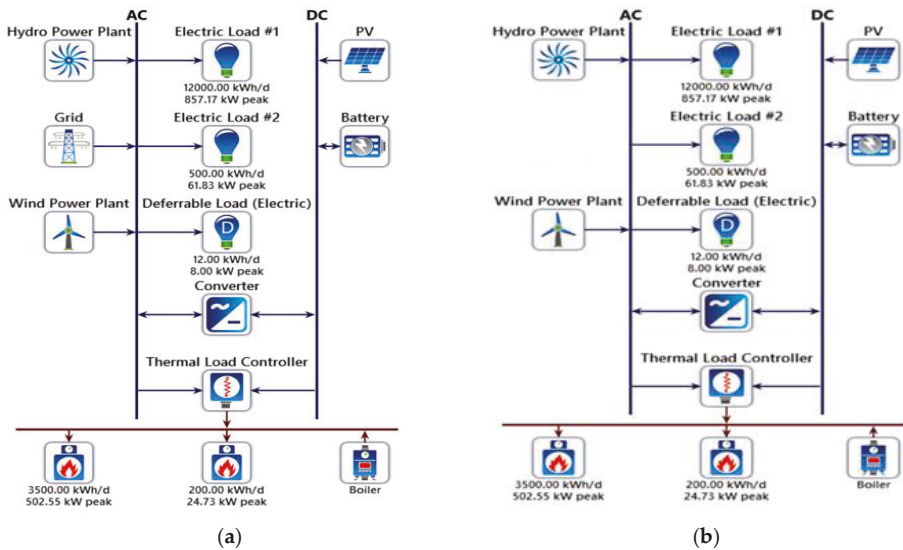 AC
DC
Hydro Power Plant
Electric Load #1
PV
12000.00 kWh/d
857.17 kW peak
Grid
Electric Load #2
Battery
500.00 kWh/d
61.83 kW peak
Wind Power Plant
Deferrable Load (Electric)
D
12.00 kWh/d
8.00 kW peak
Converter
Thermal Load Controller
3500.00 kWh/d
502.55 kW peak
200.00 kWh/d
24.73 kW peak
Boiler
(a)
AC
DC
Hydro Power Plant
Electric Load #1
PV
12000.00 kWh/d
857.17 kW peak
Electric Load #2
Battery
500.00 kWh/d
61.83 kW peak
Wind Power Plant
Deferrable Load (Electric)
D
12.00 kWh/d
8.00 kW peak
Converter
Thermal Load Controller
3500.00 kWh/d
502.55 kW peak
200.00 kWh/d
24.73 kW peak
Boiler
(b)